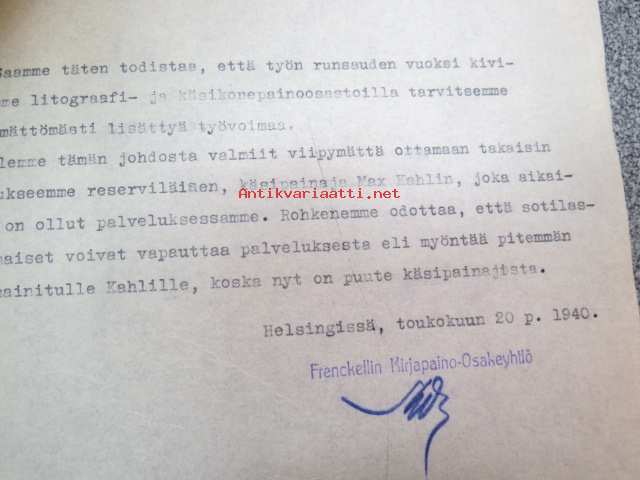 Saamme täten todistaa, että työn runsauden vuoksi kivi-
me litograafi- ja käsikonepainoosastoilla tarvitsemme
mättömästi lisättyä työvoimaa.
lemme tämän johdosta valmiit viipymättä ottamaan takaisin
ukseemme reserviläisen, käsipainaja Max Kahlin, joka aikai-
Antikvariaatti.net
on ollut palveluksessamme. Rohkenemme odottaa, että sotilas-
maiset voivat vapauttaa palveluksesta eli myöntää pitemmän
mainitulle Kahlille, koska nyt on puute käsipainajista.
Helsingissä, toukokuun 20 p. 1940.
Frenckellin Kirjapaino-Osakeyhtiö